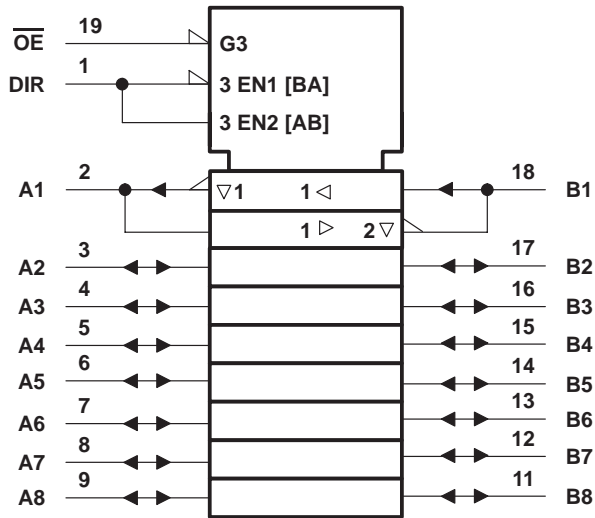 19
OE G3
1
DIR 3 EN1 [BA]
3 EN2 [AB]
2 18
A1 ▽1 1 ◁ B1
1 ▷ 2 ▽
3 17
A2 B2
4 16
A3 B3
5 15
A4 B4
6 14
A5 B5
7 13
A6 B6
8 12
A7 B7
9 11
A8 B8